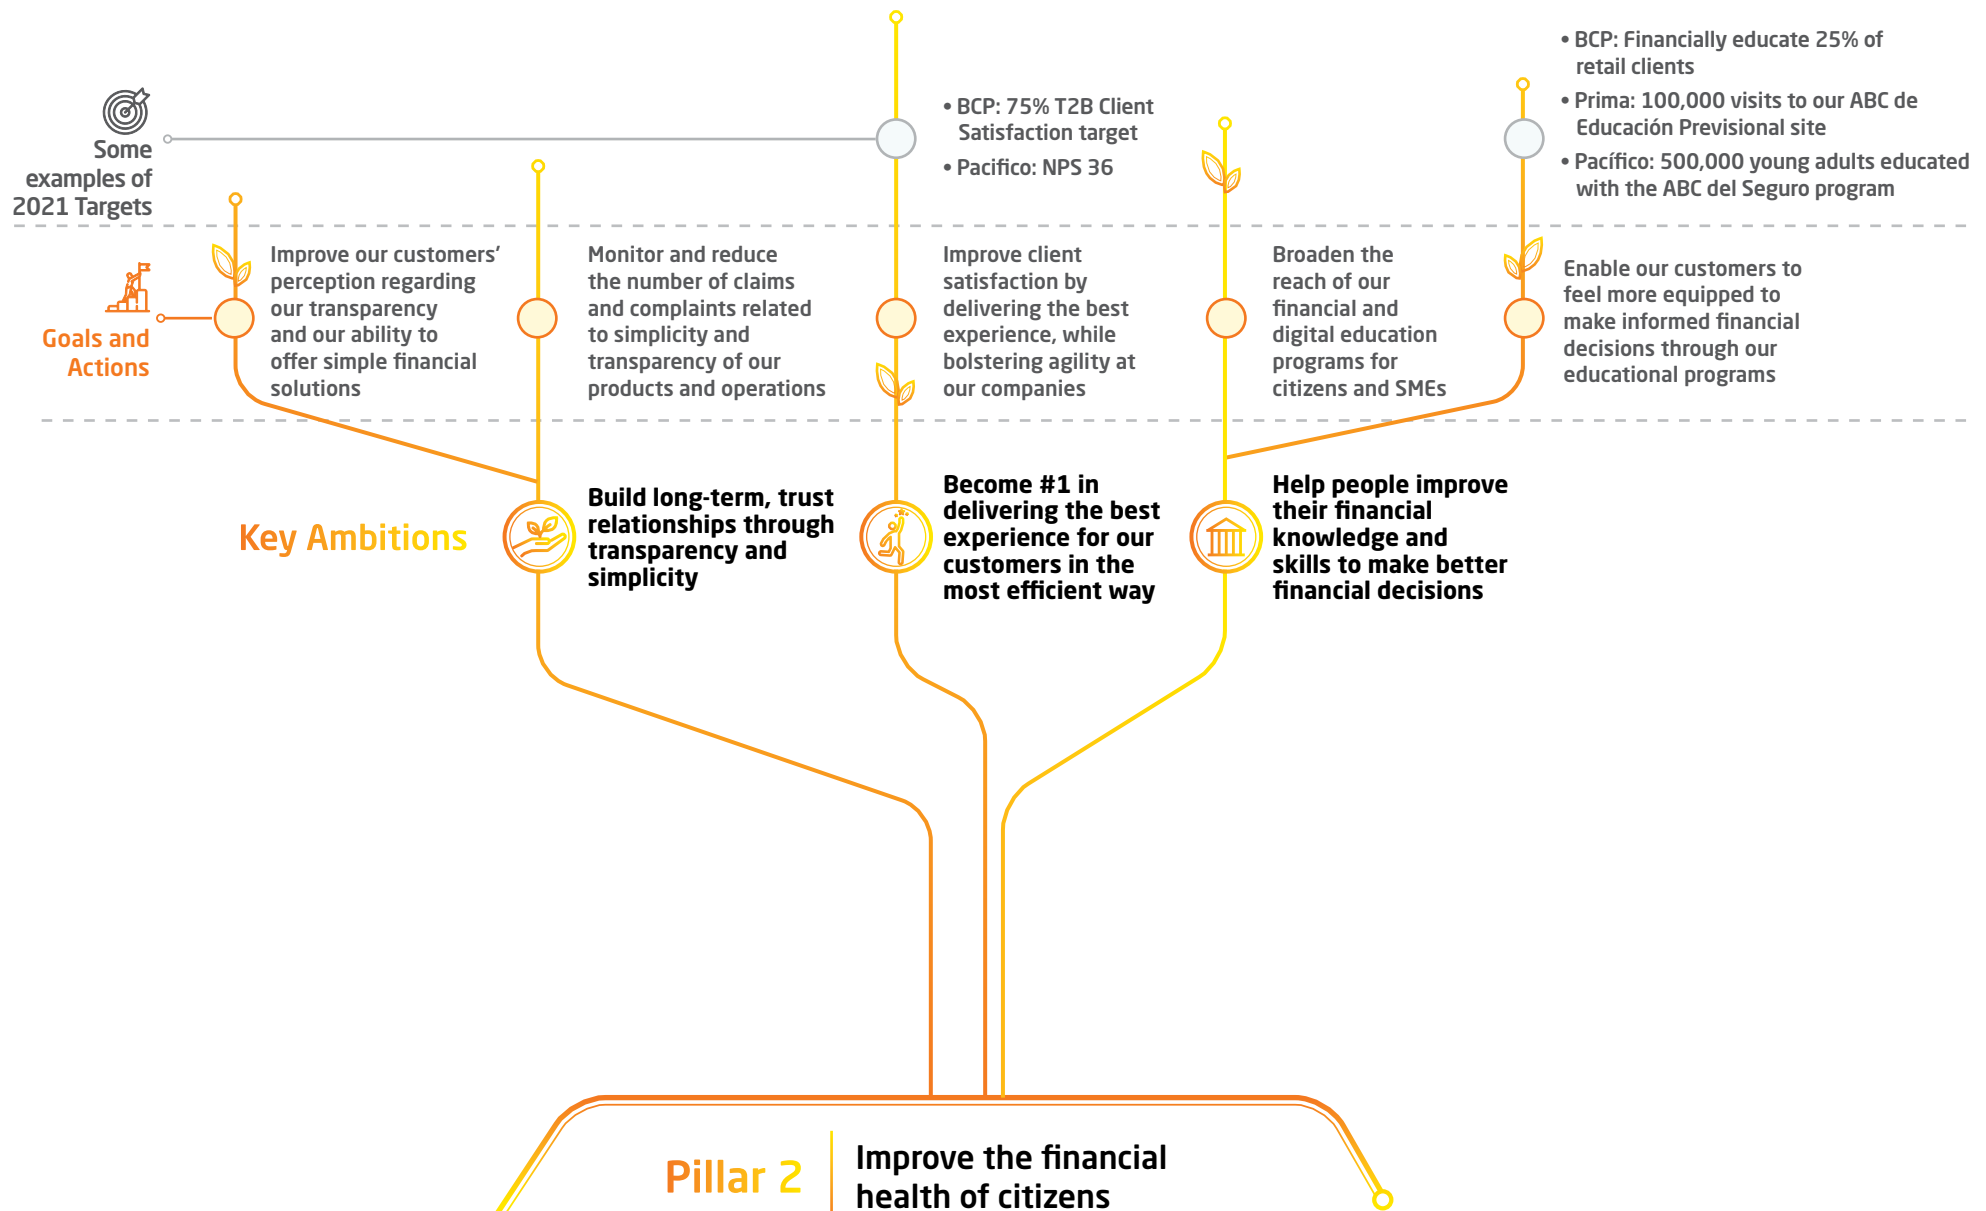 Some
examples of
2021 Targets
• BCP: 75% T2B Client
Satisfaction target
• Pacifico: NPS 36
• BCP: Financially educate 25% of
retail clients
• Prima: 100,000 visits to our ABC de
Educación Previsional site
• Pacífico: 500,000 young adults educated
with the ABC del Seguro program
Goals and
Actions
Improve our customers'
perception regarding
our transparency
and our ability to
offer simple financial
solutions
Monitor and reduce
the number of claims
and complaints related
to simplicity and
transparency of our
products and operations
Improve client
satisfaction by
delivering the best
experience, while
bolstering agility at
our companies
Broaden the
reach of our
financial and
digital education
programs for
citizens and SMEs
Enable our customers to
feel more equipped to
make informed financial
decisions through our
educational programs
Key Ambitions
Build long-term, trust
relationships through
transparency and
simplicity
Become #1 in
delivering the best
experience for our
customers in the
most efficient way
Help people improve
their financial
knowledge and
skills to make better
financial decisions
Pillar 2
Improve the financial
health of citizens